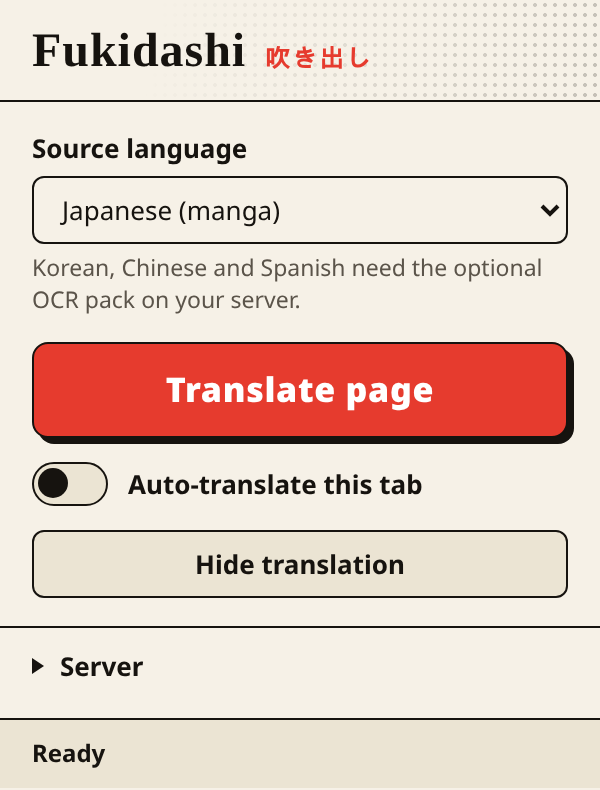 Fukidashi 吹き出し
Source language
Japanese (manga)
Korean, Chinese and Spanish need the optional
OCR pack on your server.
Translate page
Auto-translate this tab
Hide translation
Server
Ready